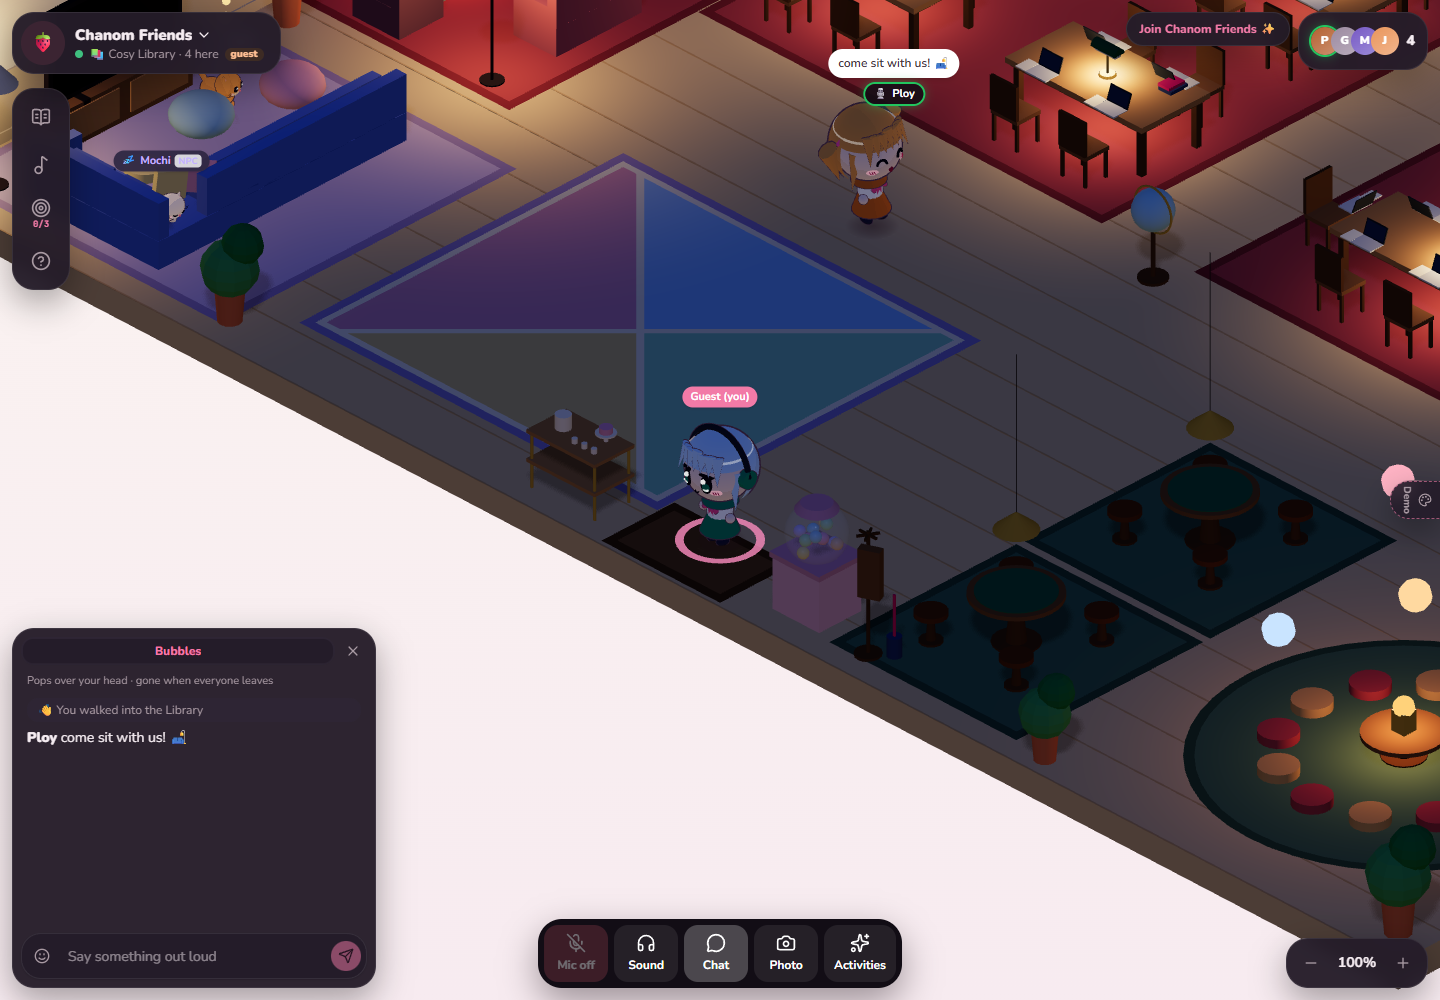 Chanom Friends
Cosy Library · 4 here guest
Join Chanom Friends
P G M J 4
come sit with us!
Ploy
Mochi NPC
0/3
Guest (you)
Demo
Bubbles
Pops over your head · gone when everyone leaves
You walked into the Library
Ploy come sit with us!
Say something out loud
Mic off
Sound
Chat
Photo
Activities
100%